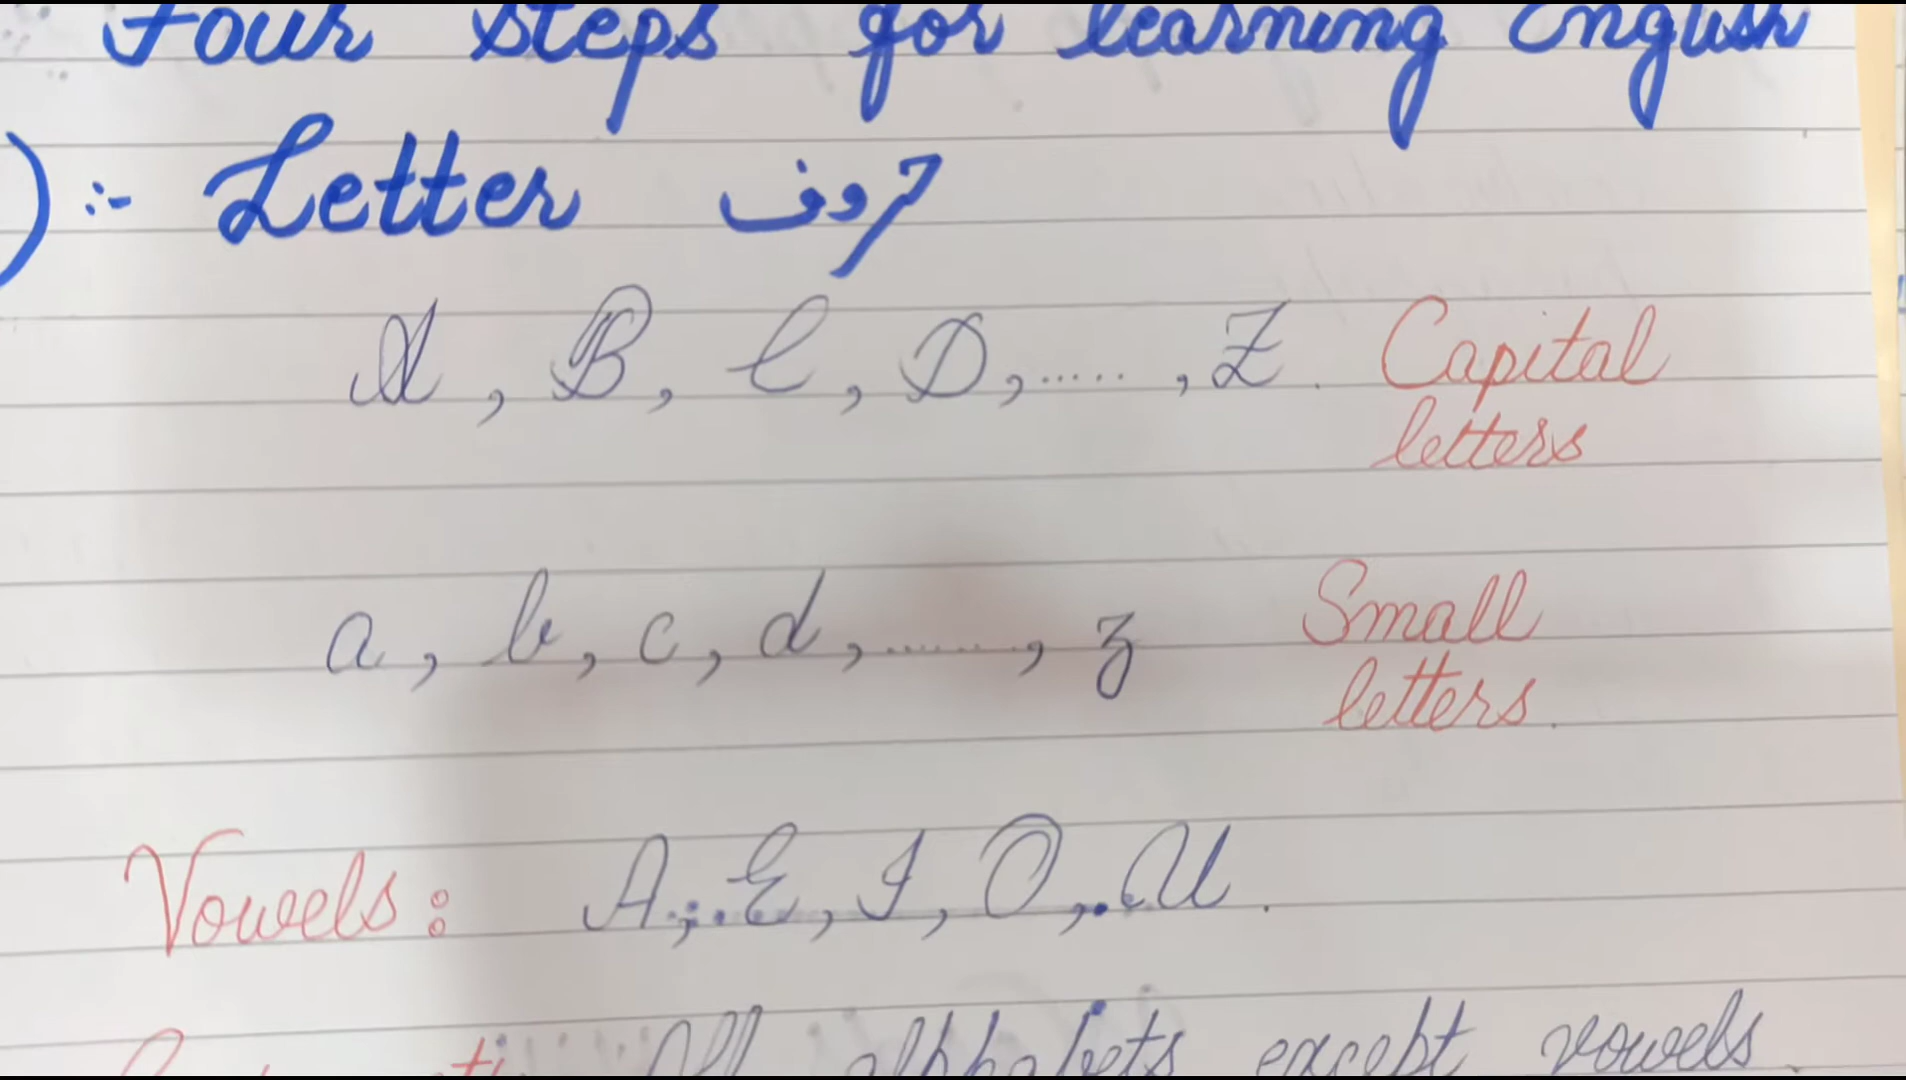 Four steps for learning English
) :- Letter حروف
A, B, C, D, ....., Z. Capital
letters
a, b, c, d, ......., z Small
letters.
Vowels: A, E, I, O, U.
All alphabets except vowels.